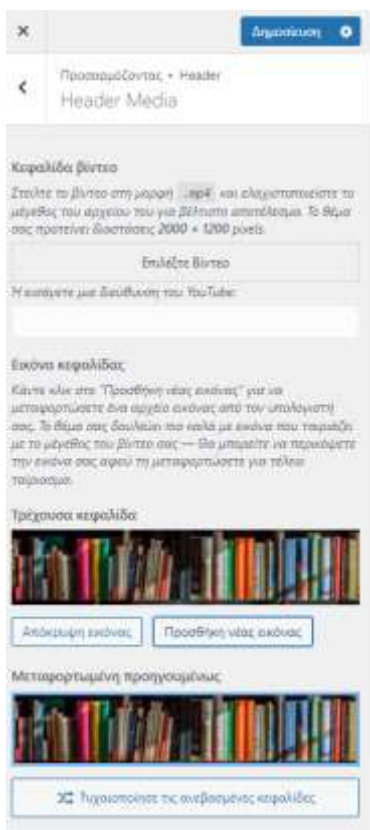 Δημοσίευση
Προσαρμόζοντας • Header
Header Media
Κεφαλίδα βίντεο
Στείλτε το βίντεο στη μορφή .mp4 και ελαχιστοποιείστε το
μέγεθος του αρχείου του για βέλτιστο αποτέλεσμα. Το θέμα
σας προτείνει διαστάσεις 2000 × 1200 pixels.
Επιλέξτε Βίντεο
Ή εισάγετε μια διεύθυνση του YouTube:
Εικόνα κεφαλίδας
Κάντε κλικ στο "Προσθήκη νέας εικόνας" για να
μεταφορτώσετε ένα αρχείο εικόνας από τον υπολογιστή
σας. Το θέμα σας δουλεύει πιο καλά με εικόνα που ταιριάζει
με το μέγεθος του βίντεο σας — Θα μπορείτε να περικόψετε
την εικόνα σας αφού τη μεταφορτώσετε για τέλειο
ταίριασμα.
Τρέχουσα κεφαλίδα
Απόκρυψη εικόνας
Προσθήκη νέας εικόνας
Μεταφορτωμένη προηγουμένως
Τυχαιοποίησε τις ανεβασμένες κεφαλίδες